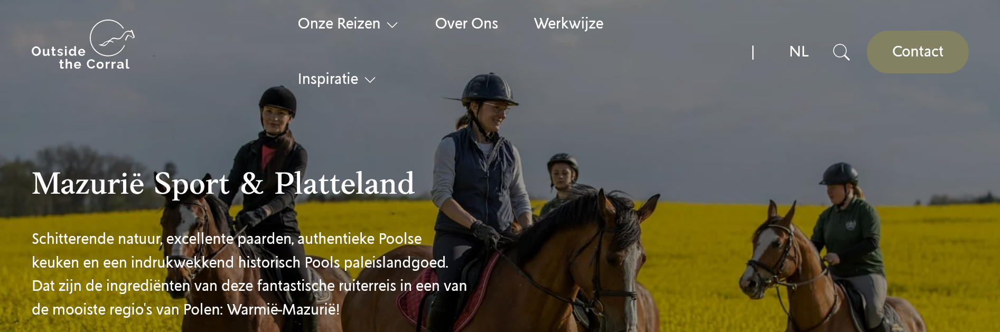 Outside
the Corral
Onze Reizen
Over Ons
Werkwijze
Inspiratie
|
NL
Contact
Mazurië Sport & Platteland
Schitterende natuur, excellente paarden, authentieke Poolse
keuken en een indrukwekkend historisch Pools paleislandgoed.
Dat zijn de ingrediënten van deze fantastische ruiterreis in een van
de mooiste regio's van Polen: Warmië-Mazurië!